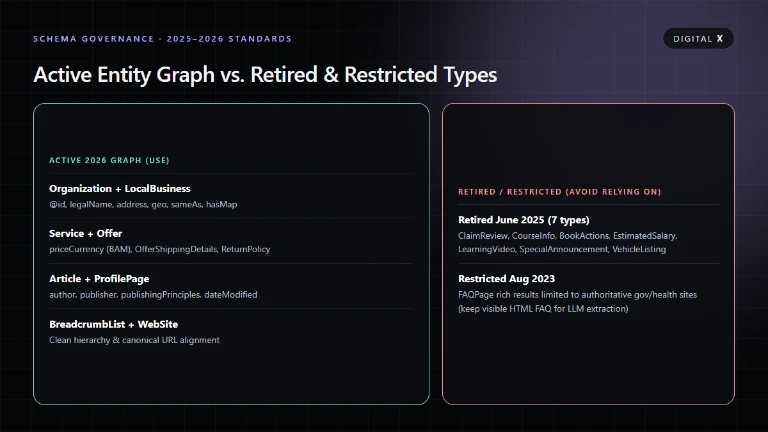 SCHEMA GOVERNANCE · 2025–2026 STANDARDS
DIGITAL X
Active Entity Graph vs. Retired & Restricted Types
ACTIVE 2026 GRAPH (USE)
Organization + LocalBusiness
@id, legalName, address, geo, sameAs, hasMap
Service + Offer
priceCurrency (BAM), OfferShippingDetails, ReturnPolicy
Article + ProfilePage
author, publisher, publishingPrinciples, dateModified
BreadcrumbList + WebSite
Clean hierarchy & canonical URL alignment
RETIRED / RESTRICTED (AVOID RELYING ON)
Retired June 2025 (7 types)
ClaimReview, CourseInfo, BookActions, EstimatedSalary,
LearningVideo, SpecialAnnouncement, VehicleListing
Restricted Aug 2023
FAQPage rich results limited to authoritative gov/health sites
(keep visible HTML FAQ for LLM extraction)